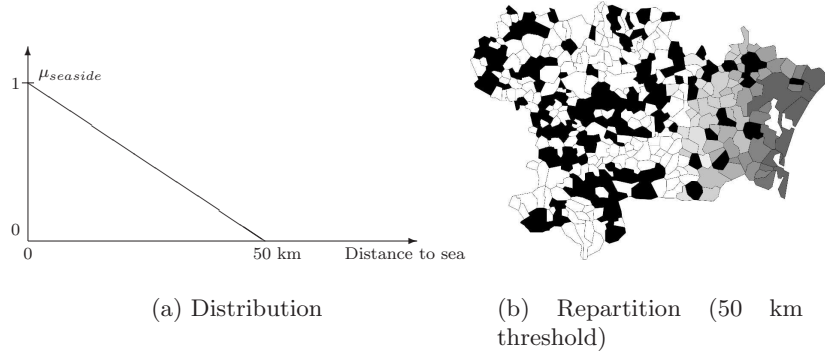 μseaside
1
0
0
50 km
Distance to sea
(a) Distribution
(b) Repartition (50 km
threshold)